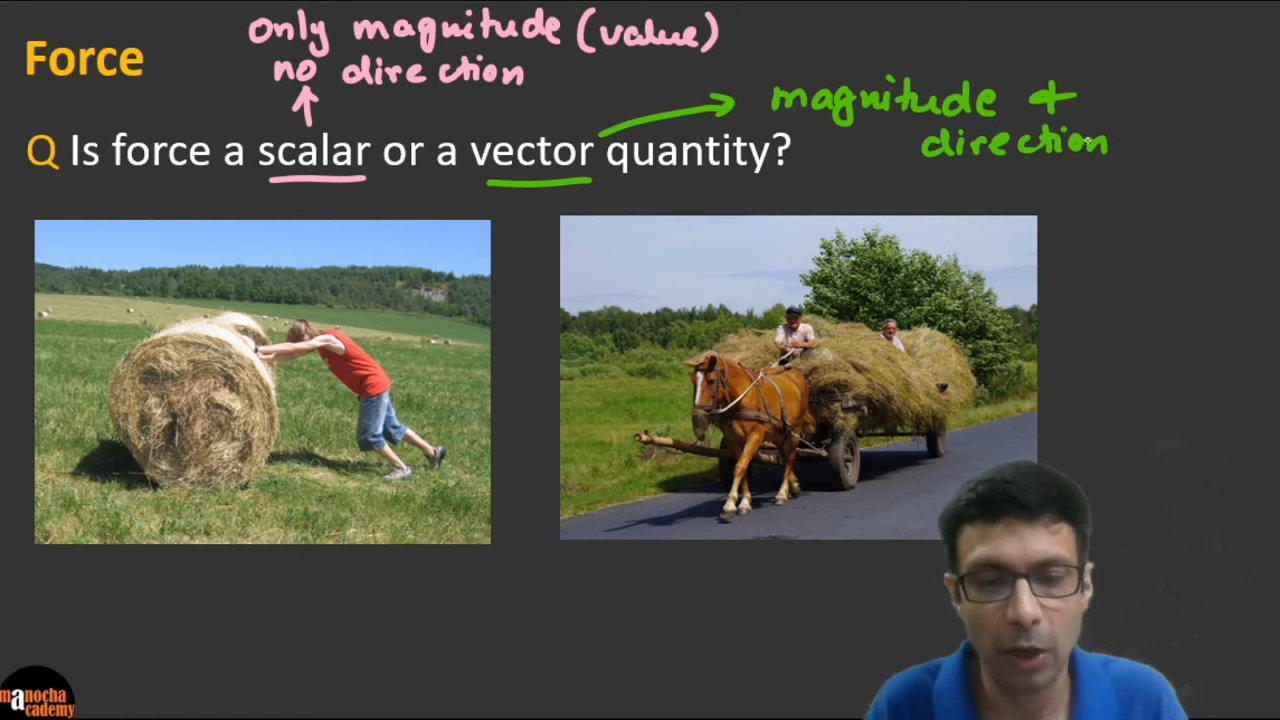 Force
only magnitude (value)
no direction
magnitude +
direction
Q Is force a scalar or a vector quantity?
manocha
academy